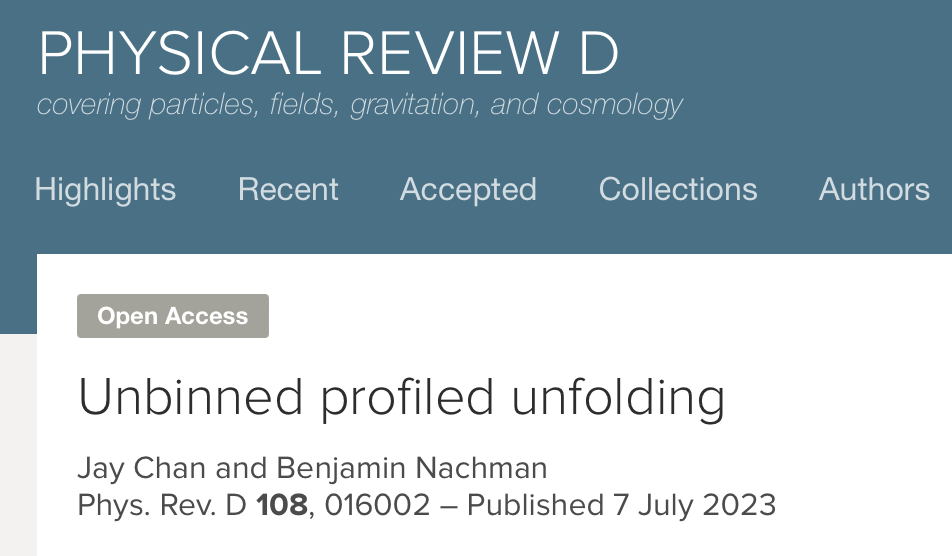 PHYSICAL REVIEW D
covering particles, fields, gravitation, and cosmology
Highlights Recent Accepted Collections Authors
Open Access
Unbinned profiled unfolding
Jay Chan and Benjamin Nachman
Phys. Rev. D 108, 016002 – Published 7 July 2023